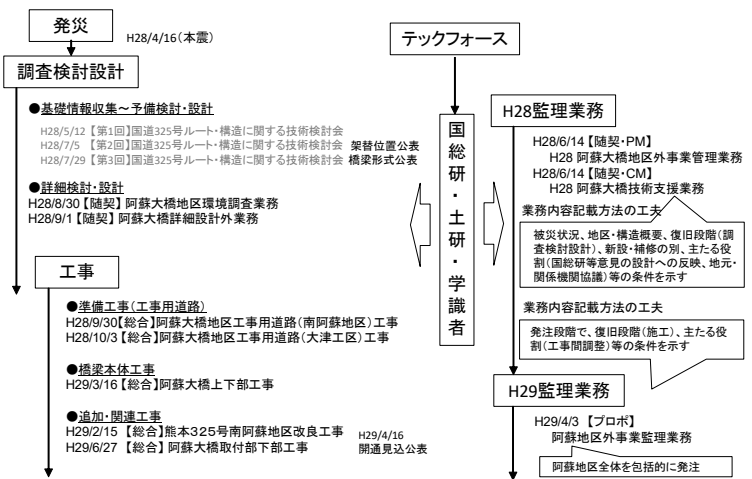 発災
H28/4/16(本震)
調査検討設計
●基礎情報収集～予備検討・設計
H28/5/12【第1回】国道325号ルート・構造に関する技術検討会
H28/7/5 【第2回】国道325号ルート・構造に関する技術検討会 架替位置公表
H28/7/29【第3回】国道325号ルート・構造に関する技術検討会 橋梁形式公表
●詳細検討・設計
H28/8/30【随契】阿蘇大橋地区環境調査業務
H28/9/1【随契】阿蘇大橋詳細設計外業務
工事
●準備工事(工事用道路)
H28/9/30【総合】阿蘇大橋地区工事用道路(南阿蘇地区)工事
H28/10/3【総合】阿蘇大橋地区工事用道路(大津工区)工事
●橋梁本体工事
H29/3/16【総合】阿蘇大橋上下部工事
●追加・関連工事
H29/2/15 【総合】熊本325号南阿蘇地区改良工事
H29/6/27 【総合】阿蘇大橋取付部下部工事
H29/4/16
開通見込公表
テックフォース
国総研・土研・学識者
H28監理業務
H28/6/14【随契・PM】
H28 阿蘇大橋地区外事業管理業務
H28/6/14【随契・CM】
H28 阿蘇大橋技術支援業務
業務内容記載方法の工夫
被災状況、地区・構造概要、復旧段階(調
査検討設計)、新設・補修の別、主たる役
割(国総研等意見の設計への反映、地元・
関係機関協議)等の条件を示す
業務内容記載方法の工夫
発注段階で、復旧段階(施工)、主たる役
割(工事間調整)等の条件を示す
H29監理業務
H29/4/3 【プロポ】
阿蘇地区外事業監理業務
阿蘇地区全体を包括的に発注